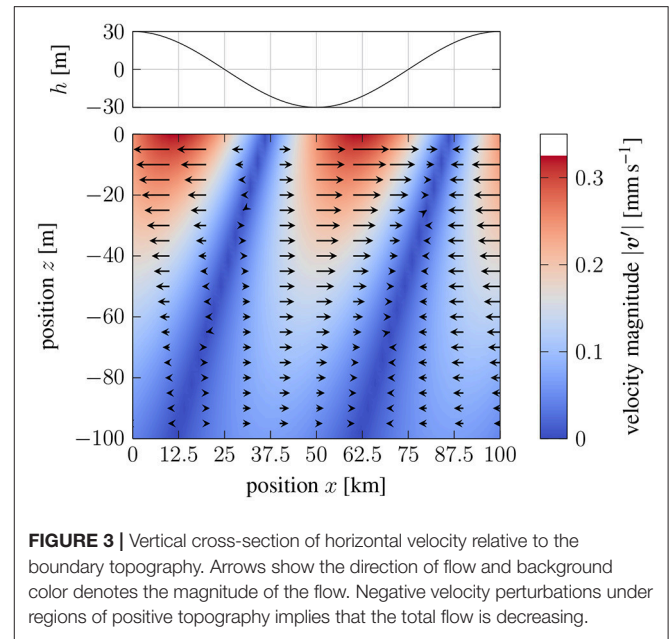 30
0
−30
h [m]
0
−20
−40
−60
−80
−100
position z [m]
0 12.5 25 37.5 50 62.5 75 87.5 100
position x [km]
0.3
0.2
0.1
0
velocity magnitude |v′| [mm s−1]
FIGURE 3 | Vertical cross-section of horizontal velocity relative to the
boundary topography. Arrows show the direction of flow and background
color denotes the magnitude of the flow. Negative velocity perturbations under
regions of positive topography implies that the total flow is decreasing.